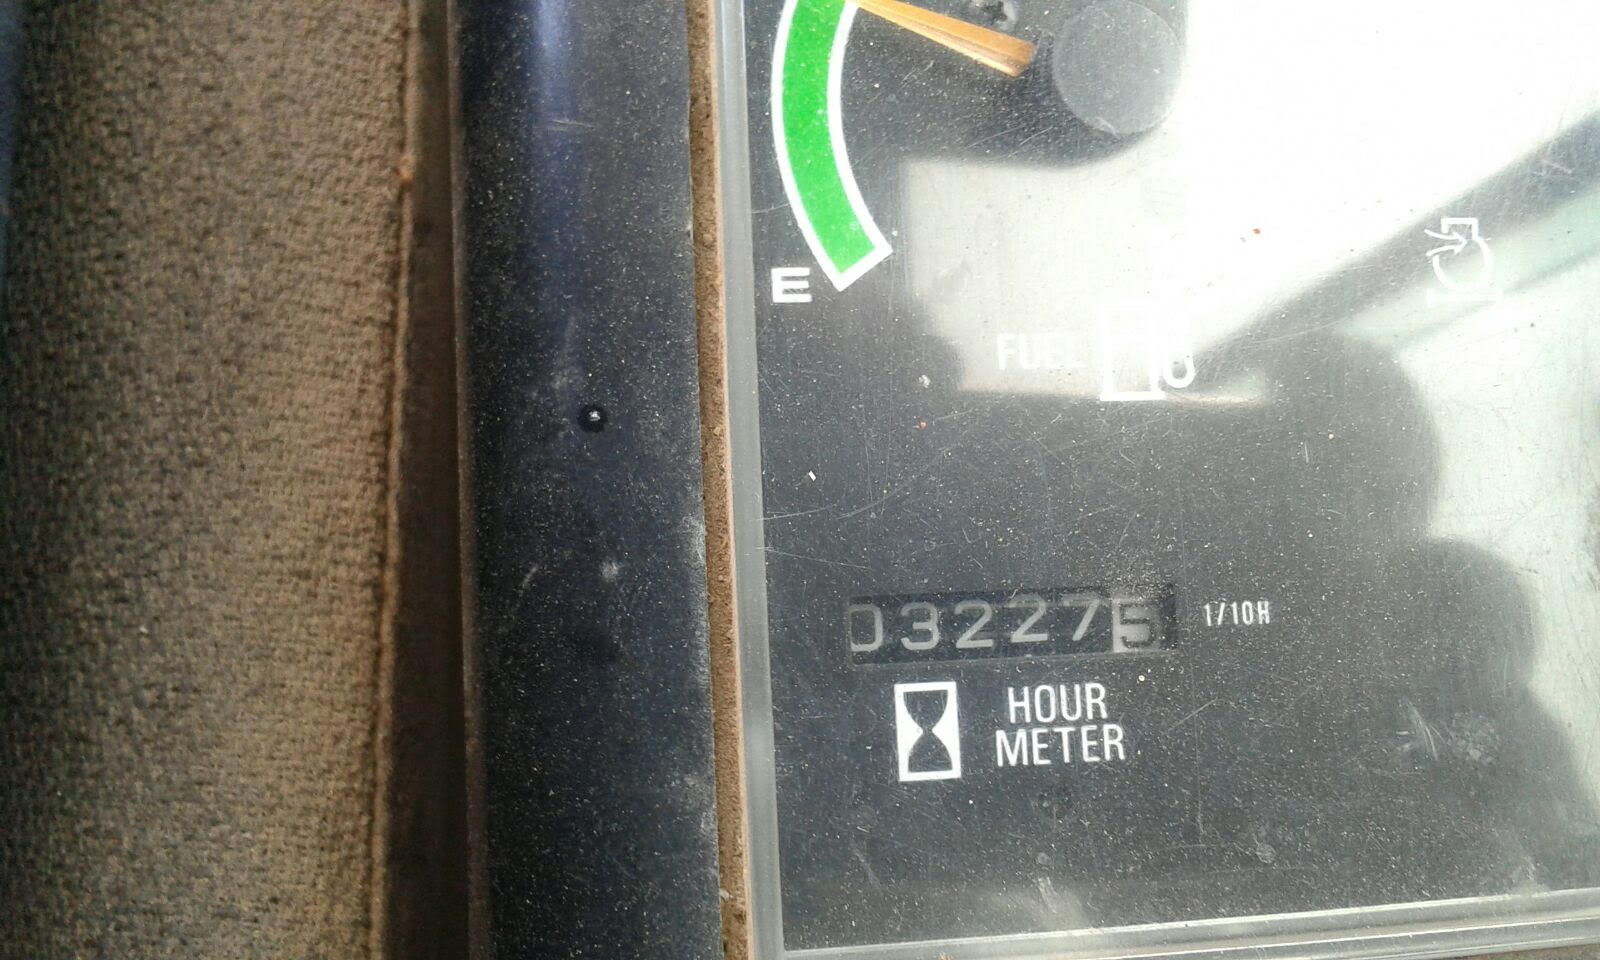 E
FUEL
032275
1/10H
HOUR
METER